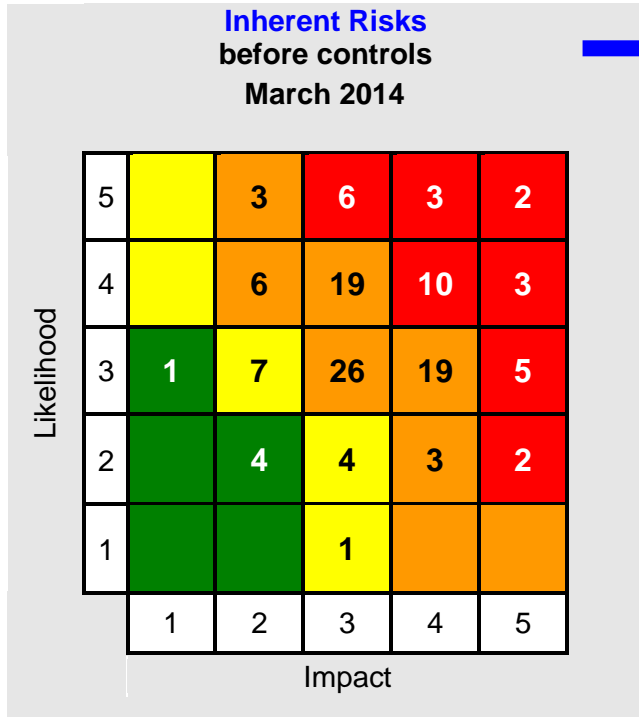 Inherent Risks
before controls
March 2014
5 3 6 3 2
4 6 19 10 3
Likelihood
3 1 7 26 19 5
2 4 4 3 2
1 1
1 2 3 4 5
Impact